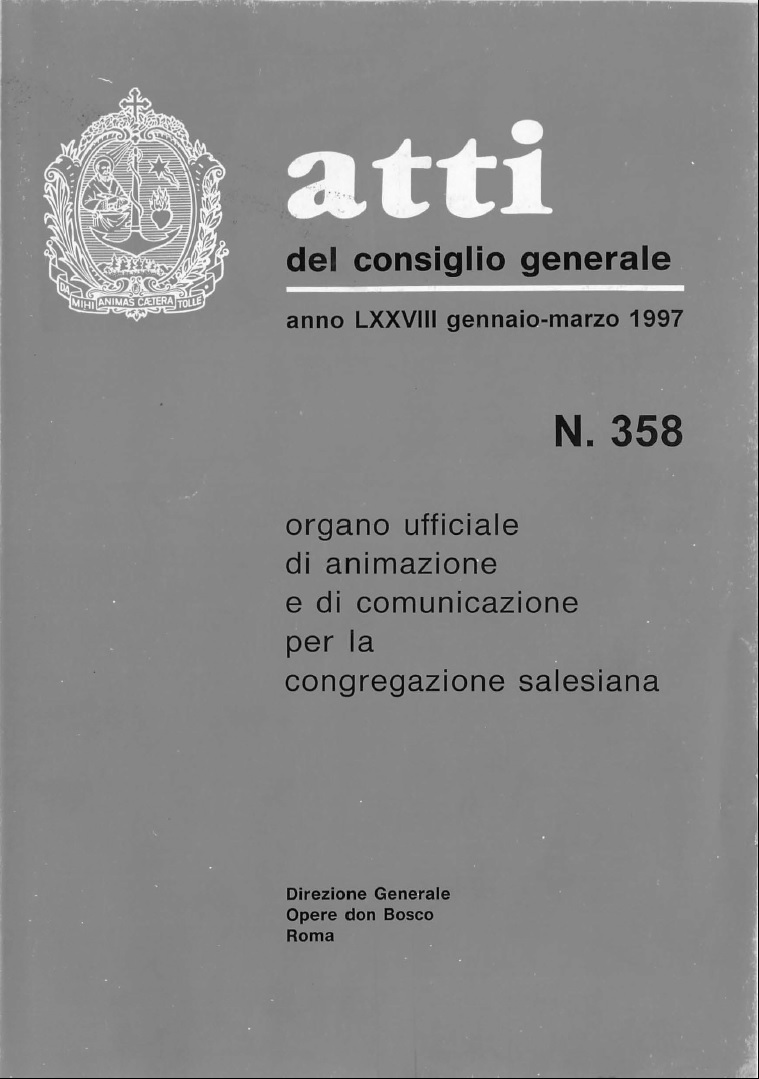 atti
del consiglio generale
anno LXXVIII gennaio-marzo 1997
N. 358
organo ufficiale
di animazione
e di comunicazione
per la
congregazione salesiana
DA MIHI ANIMAS CÆTERA TOLLE
Direzione Generale
Opere don Bosco
Roma